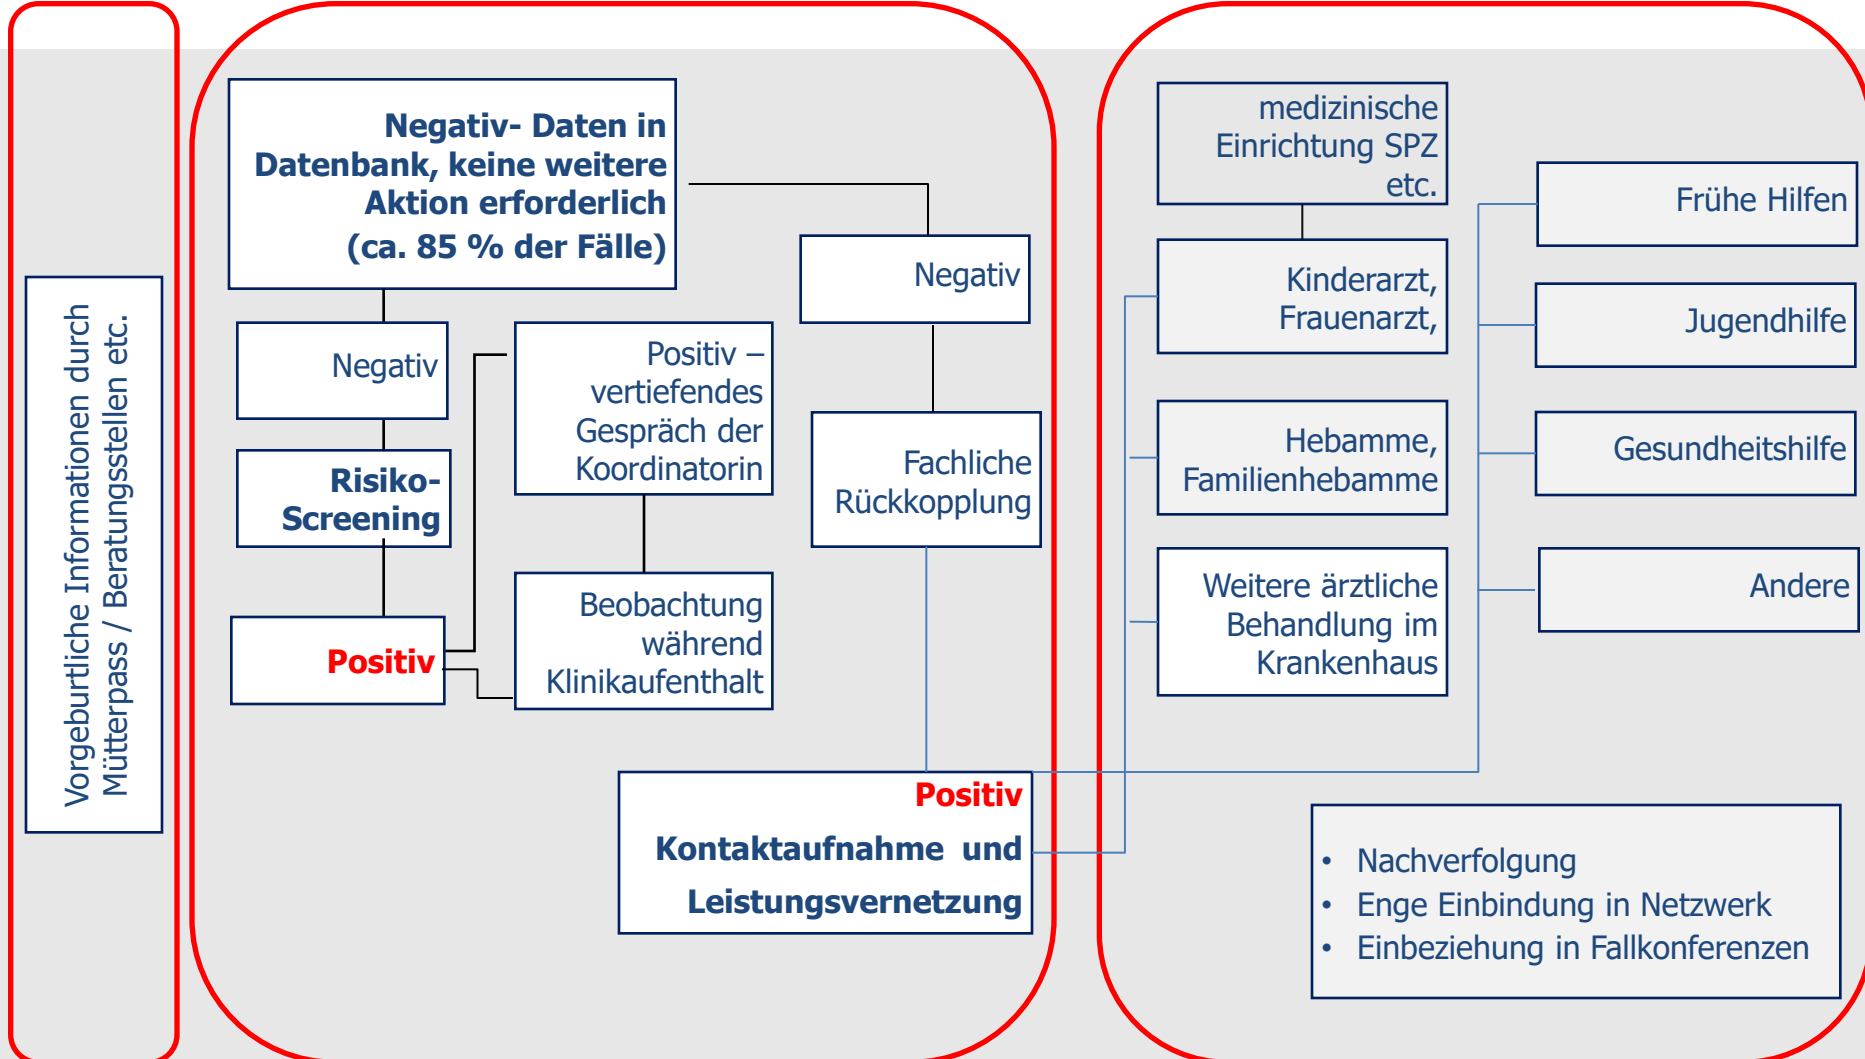 Vorgeburtliche Informationen durch
Mütterpass / Beratungsstellen etc.
Negativ- Daten in
Datenbank, keine weitere
Aktion erforderlich
(ca. 85 % der Fälle)
Negativ
Risiko-
Screening
Positiv
Positiv –
vertiefendes
Gespräch der
Koordinatorin
Beobachtung
während
Klinikaufenthalt
Negativ
Fachliche
Rückkopplung
Positiv
Kontaktaufnahme und
Leistungsvernetzung
medizinische
Einrichtung SPZ
etc.
Kinderarzt,
Frauenarzt,
Hebamme,
Familienhebamme
Weitere ärztliche
Behandlung im
Krankenhaus
Frühe Hilfen
Jugendhilfe
Gesundheitshilfe
Andere
• Nachverfolgung
• Enge Einbindung in Netzwerk
• Einbeziehung in Fallkonferenzen